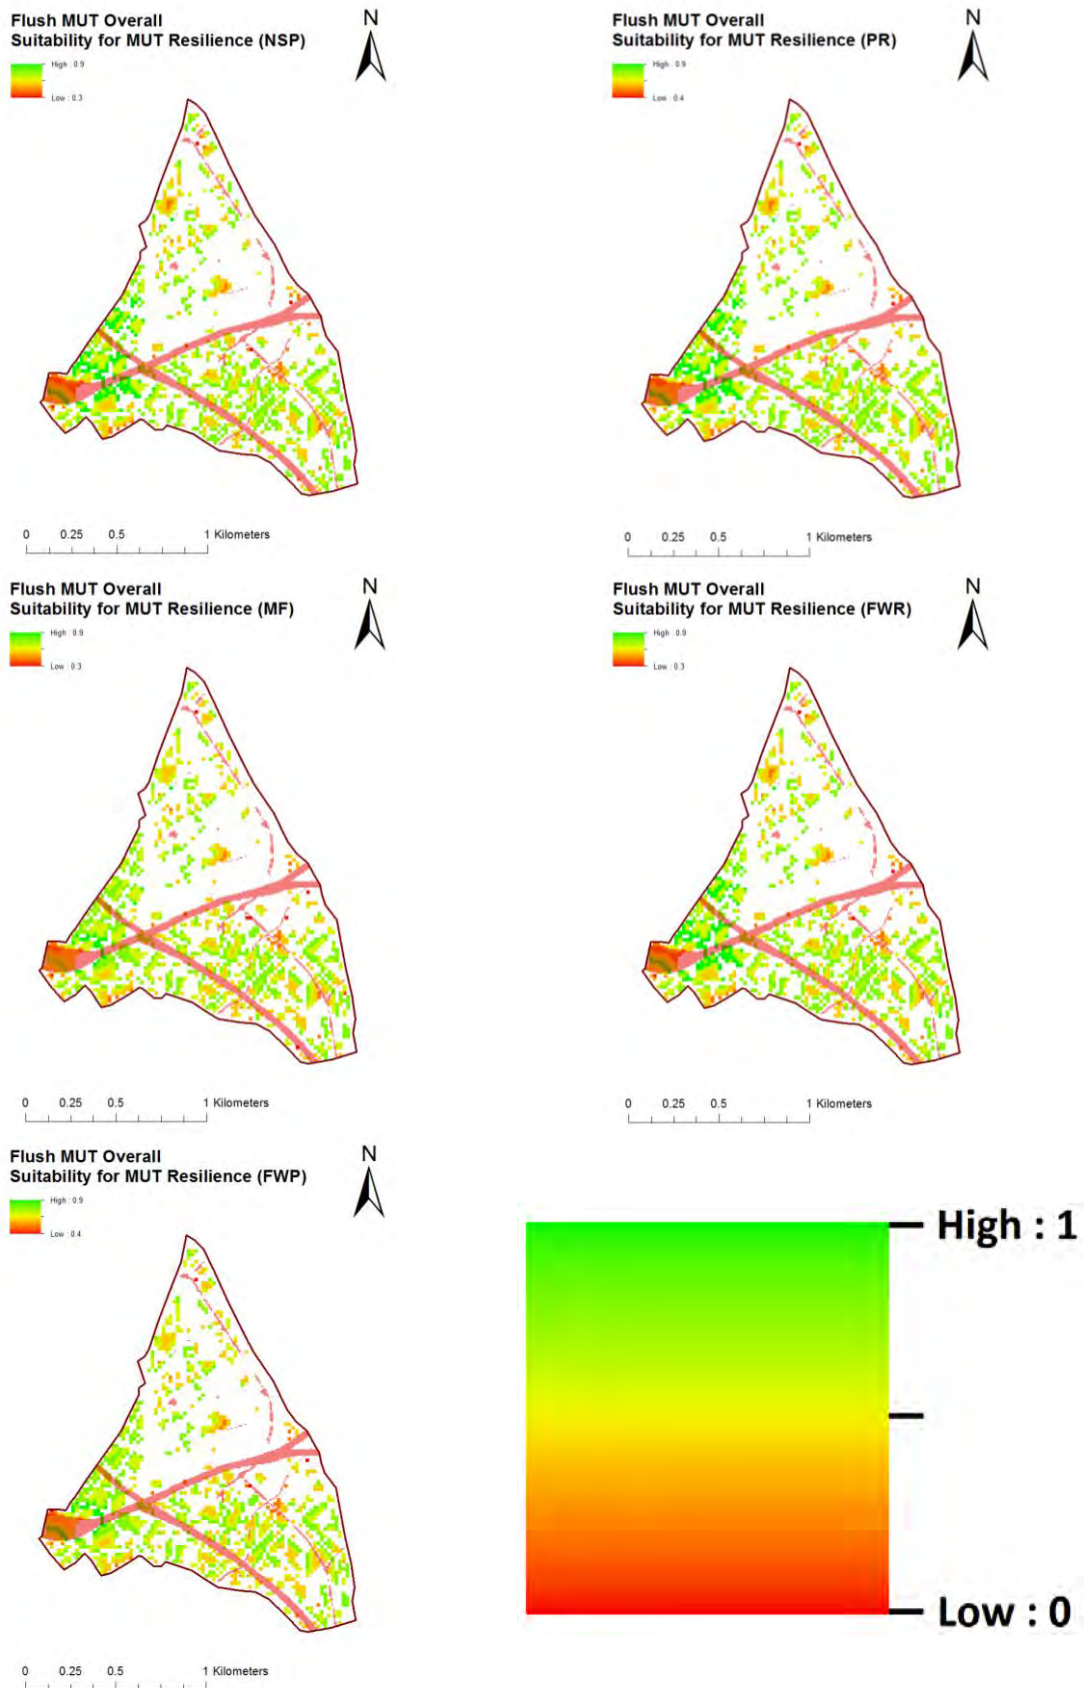 Flush MUT Overall
Suitability for MUT Resilience (NSP)
N
High : 0.9
Low : 0.3
0 0.25 0.5 1 Kilometers
Flush MUT Overall
Suitability for MUT Resilience (PR)
N
High : 0.9
Low : 0.4
0 0.25 0.5 1 Kilometers
Flush MUT Overall
Suitability for MUT Resilience (MF)
N
High : 0.9
Low : 0.3
0 0.25 0.5 1 Kilometers
Flush MUT Overall
Suitability for MUT Resilience (FWR)
N
High : 0.9
Low : 0.3
0 0.25 0.5 1 Kilometers
Flush MUT Overall
Suitability for MUT Resilience (FWP)
N
High : 0.9
Low : 0.4
0 0.25 0.5 1 Kilometers
High : 1
Low : 0